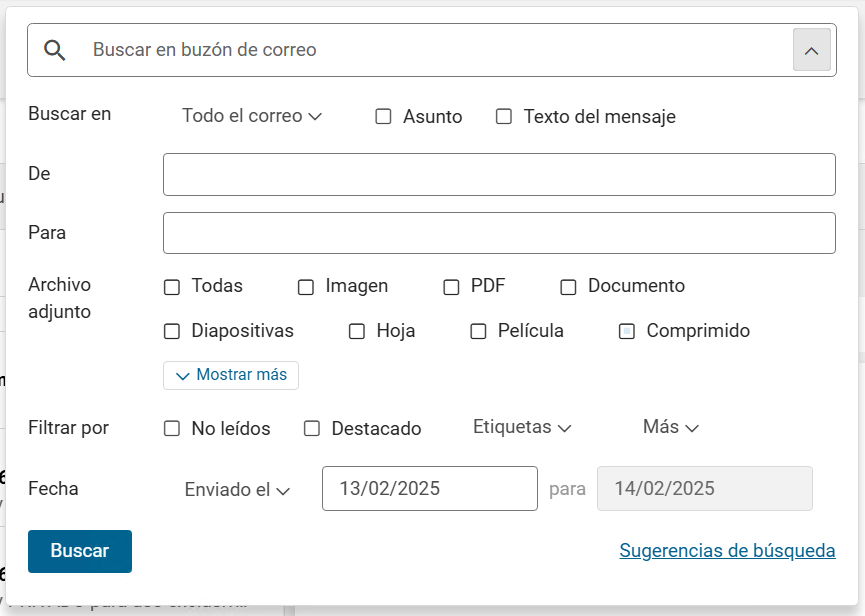 Buscar en buzón de correo
Buscar en Todo el correo Asunto Texto del mensaje
De
Para
Archivo adjunto Todas Imagen PDF Documento
Diapositivas Hoja Película Comprimido
Mostrar más
Filtrar por No leídos Destacado Etiquetas Más
Fecha Enviado el 13/02/2025 para 14/02/2025
Buscar Sugerencias de búsqueda